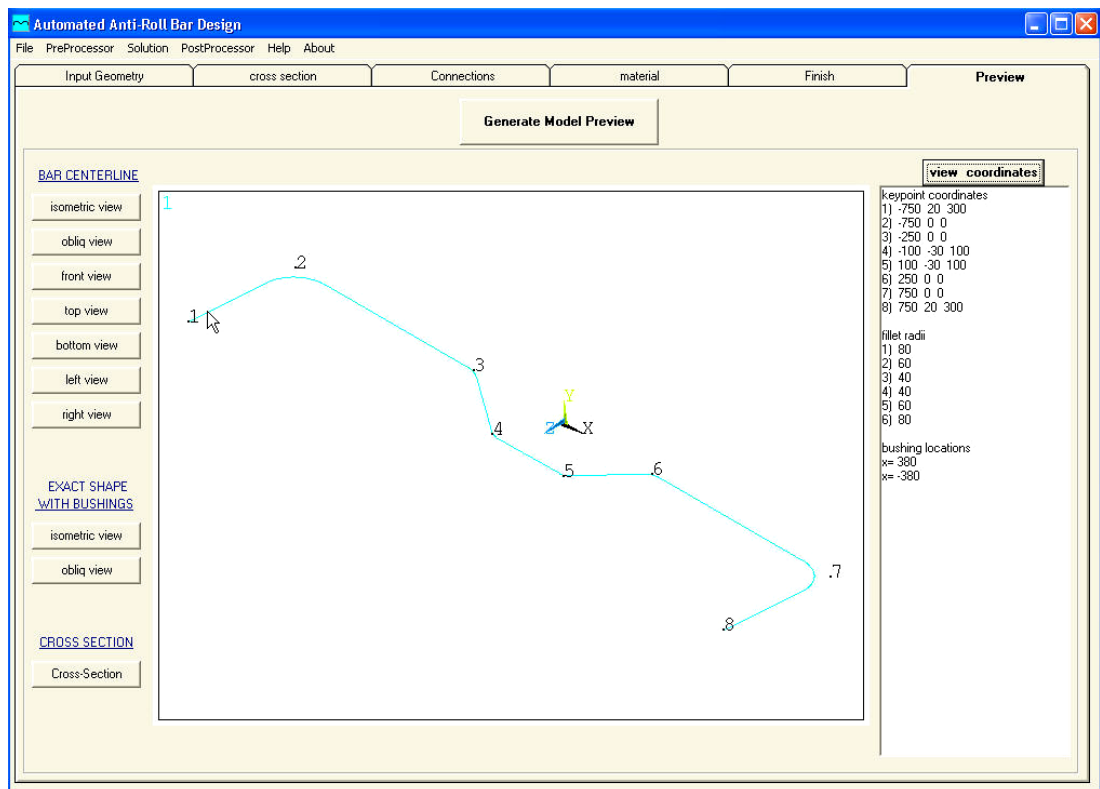 Automated Anti-Roll Bar Design
File PreProcessor Solution PostProcessor Help About
Input Geometry cross section Connections material Finish Preview
Generate Model Preview
view coordinates
BAR CENTERLINE
isometric view
obliq view
front view
top view
bottom view
left view
right view
EXACT SHAPE
WITH BUSHINGS
isometric view
obliq view
CROSS SECTION
Cross-Section
1
.1
.2
.3
.4
.5
.6
.7
.8
Y
Z X
keypoint coordinates
1) -750 20 300
2) -750 0 0
3) -250 0 0
4) -100 -30 100
5) 100 -30 100
6) 250 0 0
7) 750 0 0
8) 750 20 300
fillet radii
1) 80
2) 60
3) 40
4) 40
5) 60
6) 80
bushing locations
x= 380
x= -380